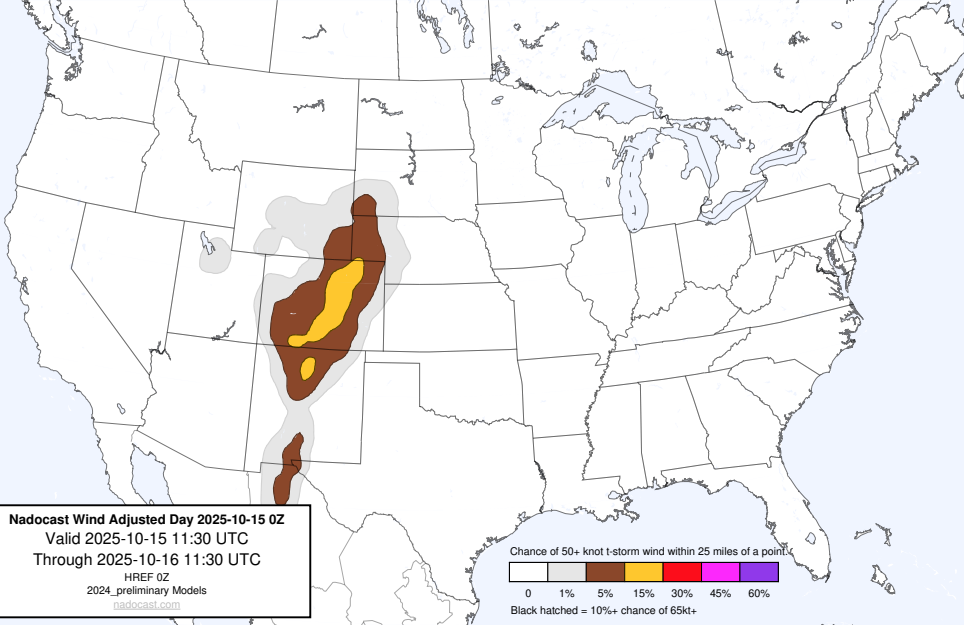 Nadocast Wind Adjusted Day 2025-10-15 0Z
Valid 2025-10-15 11:30 UTC
Through 2025-10-16 11:30 UTC
HREF 0Z
2024_preliminary Models
nadocast.com
Chance of 50+ knot t-storm wind within 25 miles of a point.
0 1% 5% 15% 30% 45% 60%
Black hatched = 10%+ chance of 65kt+